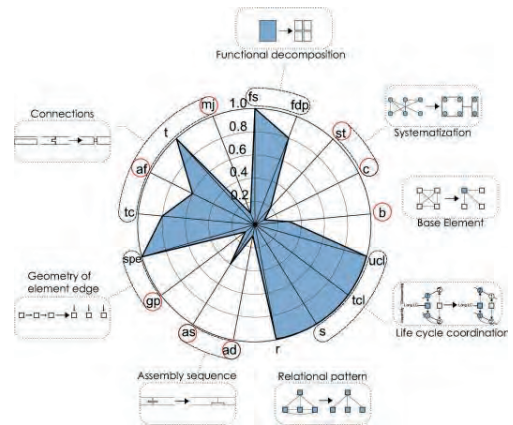 Functional decomposition
Connections
mj
1.0
fs
fdp
0.8
0.6
0.4
0.2
t
st
Systematization
c
af
b
Base Element
tc
spe
ucl
Geometry of
element edge
gp
tcl
Life cycle coordination
as
ad
r
s
Assembly sequence
Relational pattern